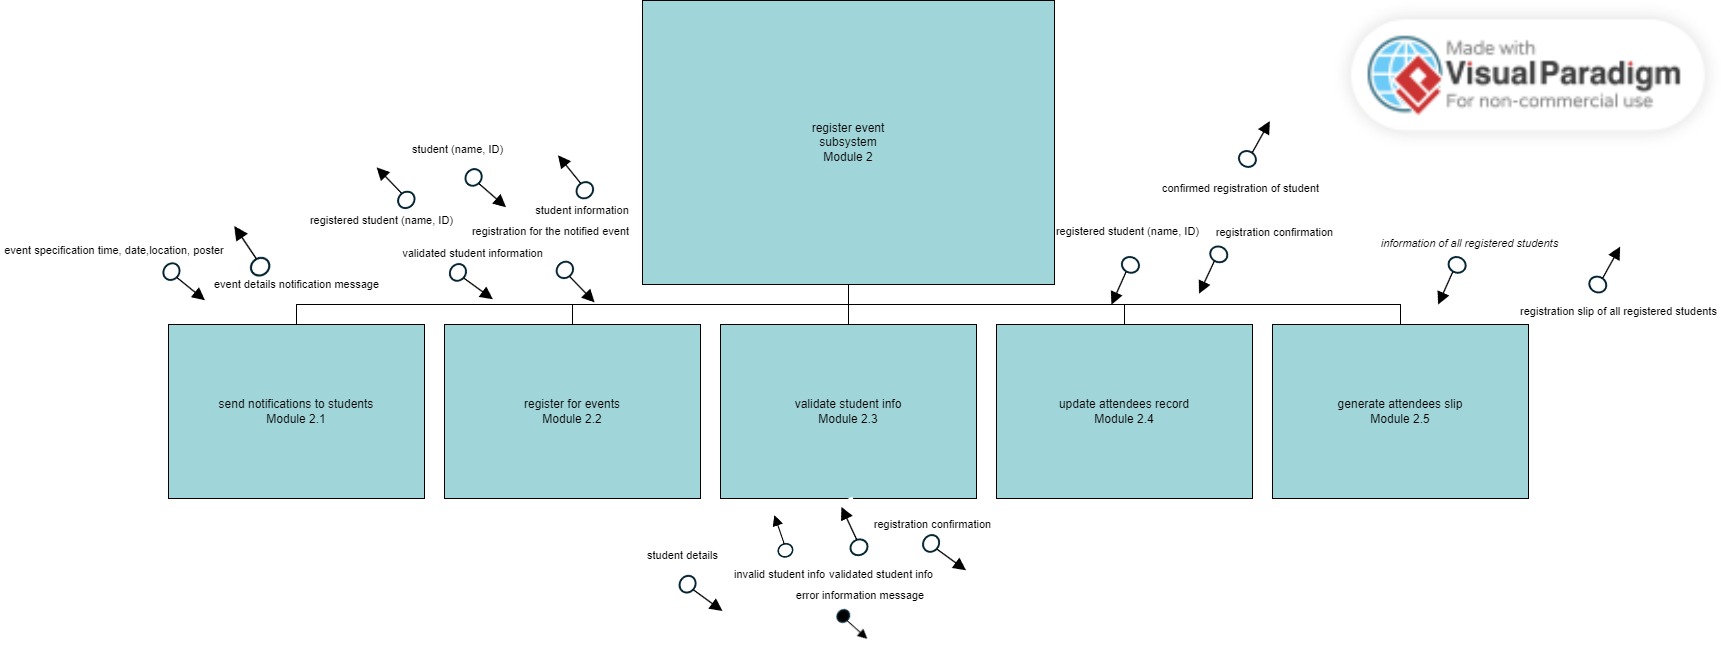 Made with
Visual Paradigm
For non-commercial use
register event
subsystem
Module 2
student (name, ID)
confirmed registration of student
student information
registered student (name, ID)
registration for the notified event
registered student (name, ID)
registration confirmation
information of all registered students
event specification time, date,location, poster
validated student information
event details notification message
registration slip of all registered students
send notifications to students
Module 2.1
register for events
Module 2.2
validate student info
Module 2.3
update attendees record
Module 2.4
generate attendees slip
Module 2.5
registration confirmation
student details
invalid student info
validated student info
error information message